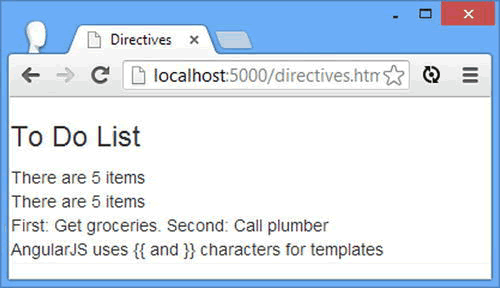 Directives
localhost:5000/directives.htm
To Do List
There are 5 items
There are 5 items
First: Get groceries. Second: Call plumber
AngularJS uses {{ and }} characters for templates